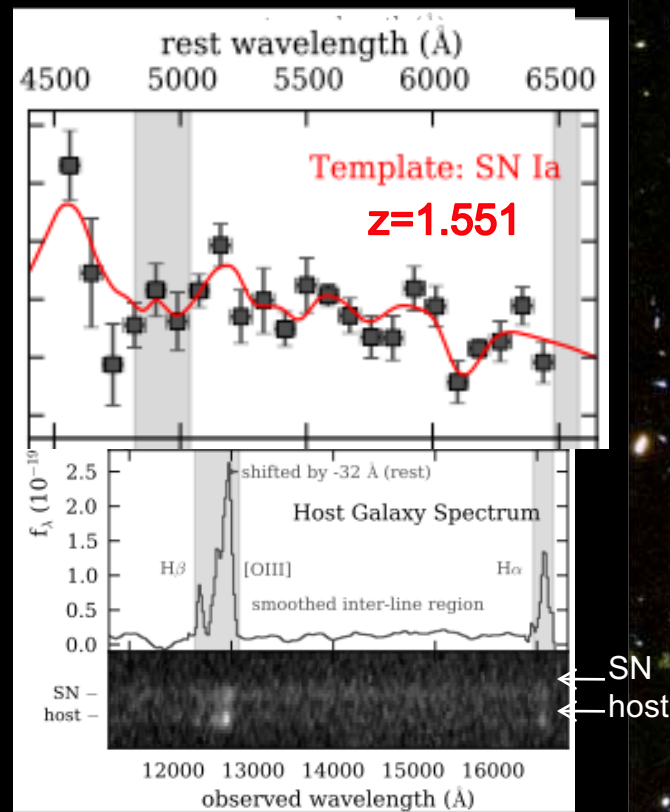 rest wavelength (Å)
4500 5000 5500 6000 6500
Template: SN Ia
z=1.551
f_λ (10⁻¹⁹
2.5
2.0
1.5
1.0
0.5
0.0
shifted by -32 Å (rest)
Host Galaxy Spectrum
Hβ [OIII] Hα
smoothed inter-line region
SN –
host –
SN
host
12000 13000 14000 15000 16000
observed wavelength (Å)